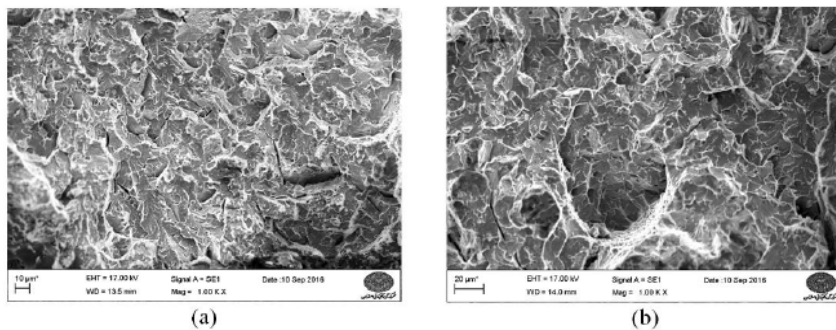 10 µm*
EHT = 17.00 kV
Signal A = SE1
Date :10 Sep 2016
WD = 13.5 mm
Mag = 1.00 K X
(a)
20 µm*
EHT = 17.00 kV
Signal A = SE1
Date :10 Sep 2016
WD = 14.0 mm
Mag = 1.00 K X
(b)